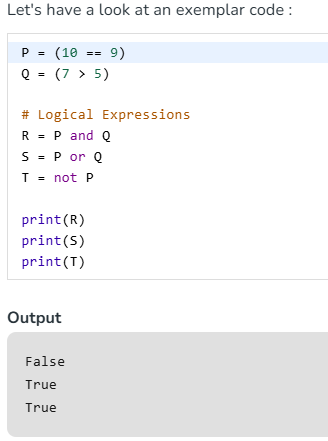 Let's have a look at an exemplar code :
P = (10 == 9)
Q = (7 > 5)
# Logical Expressions
R = P and Q
S = P or Q
T = not P
print(R)
print(S)
print(T)
Output
False
True
True